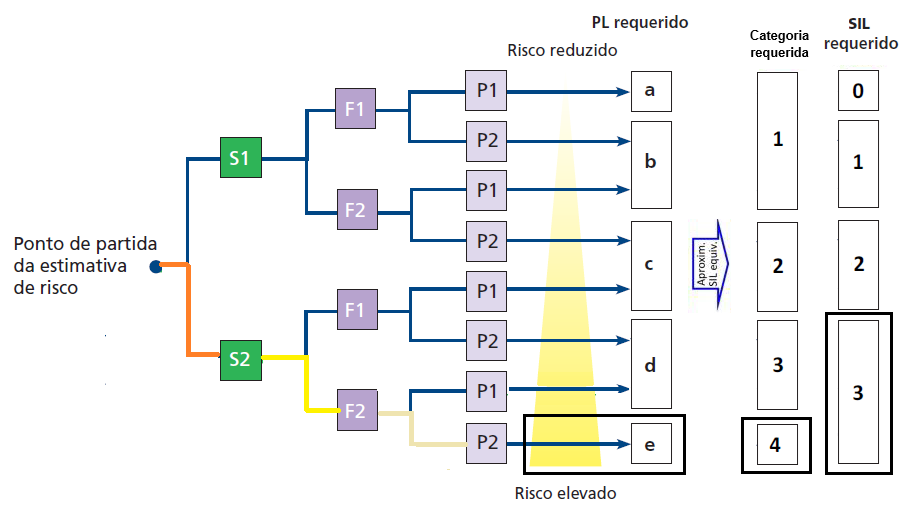 PL requerido
Categoria
requerida
SIL
requerido
Risco reduzido
P1
a
0
F1
P2
b
1
1
S1
P1
F2
P2
c
2
2
Ponto de partida
da estimativa
de risco
Aproxim.
SIL equiv.
P1
F1
P2
d
3
3
S2
P1
F2
P2
e
4
Risco elevado